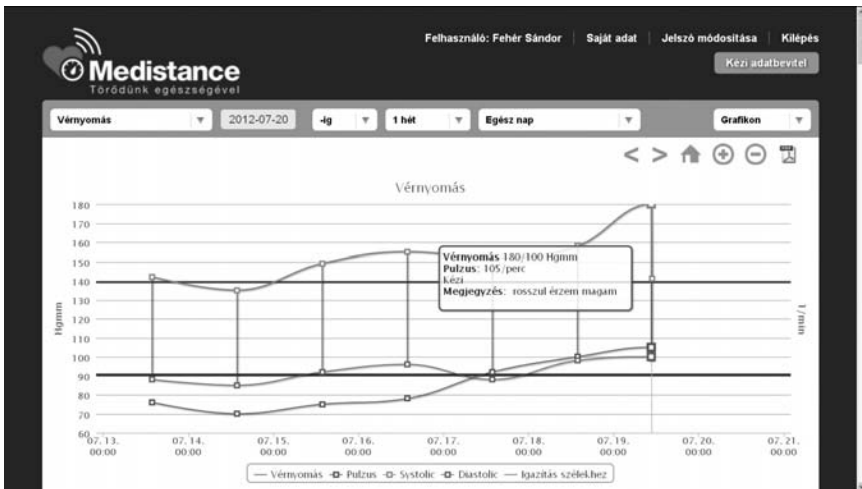 Felhasználó: Fehér Sándor | Saját adat | Jelszó módosítása | Kilépés
Medistance
Törődünk egészségével
Kézi adatbevitel
Vérnyomás 2012-07-20 -ig 1 hét Egész nap Grafikon
Vérnyomás
180
170
160
150
140
130
120
110
100
90
80
70
60
Hgmm
1/min
Vérnyomás 180/100 Hgmm
Pulzus: 105/perc
Kézi
Megjegyzés: rosszul érzem magam
07. 13. 07. 14. 07. 15. 07. 16. 07. 17. 07. 18. 07. 19. 07. 20. 07. 21.
00:00 00:00 00:00 00:00 00:00 00:00 00:00 00:00 00:00
Vérnyomás Pulzus Systolic Diastolic Igazítás szélekhez